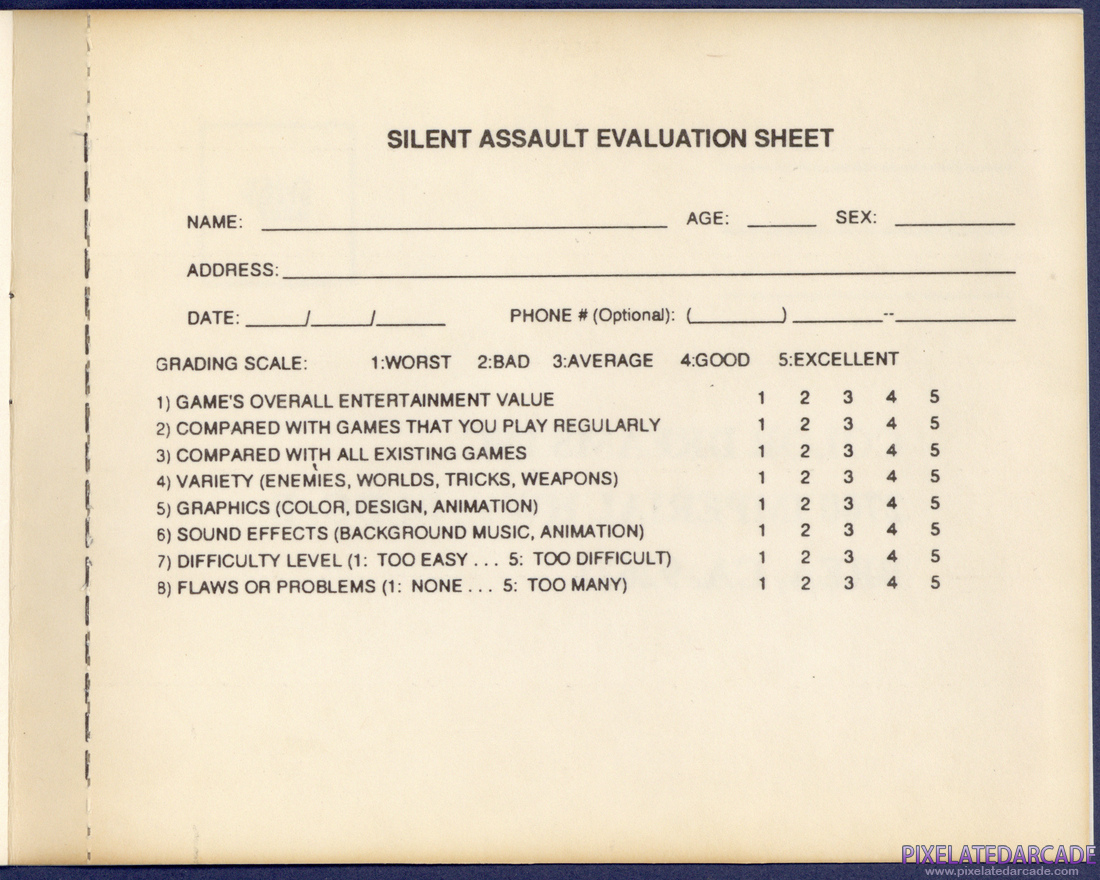 SILENT ASSAULT EVALUATION SHEET
NAME: AGE: SEX:
ADDRESS:
DATE: / / PHONE # (Optional): ( ) --
GRADING SCALE: 1:WORST 2:BAD 3:AVERAGE 4:GOOD 5:EXCELLENT
1) GAME'S OVERALL ENTERTAINMENT VALUE 1 2 3 4 5
2) COMPARED WITH GAMES THAT YOU PLAY REGULARLY 1 2 3 4 5
3) COMPARED WITH ALL EXISTING GAMES 1 2 3 4 5
4) VARIETY (ENEMIES, WORLDS, TRICKS, WEAPONS) 1 2 3 4 5
5) GRAPHICS (COLOR, DESIGN, ANIMATION) 1 2 3 4 5
6) SOUND EFFECTS (BACKGROUND MUSIC, ANIMATION) 1 2 3 4 5
7) DIFFICULTY LEVEL (1: TOO EASY . . . 5: TOO DIFFICULT) 1 2 3 4 5
8) FLAWS OR PROBLEMS (1: NONE . . . 5: TOO MANY) 1 2 3 4 5
PIXELATEDARCADE
www.pixelatedarcade.com